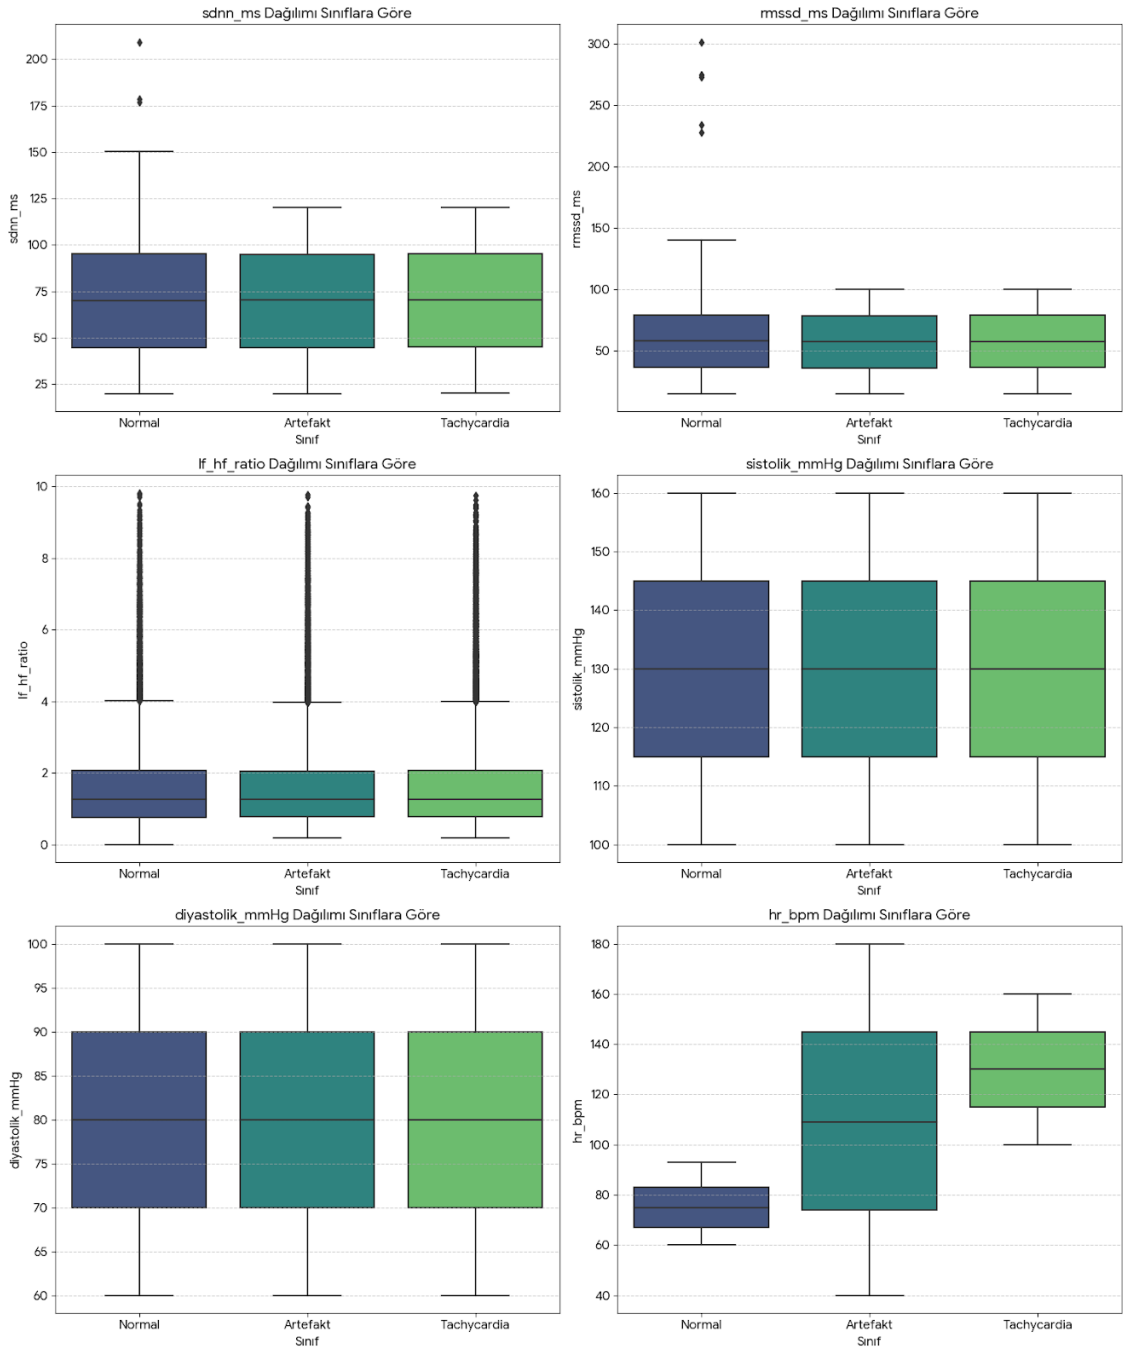 sdnn_ms Dağılımı Sınıflara Göre
200
175
150
125
100
75
50
25
sdnn_ms
Normal
Artefakt
Tachycardia
Sınıf
rmssd_ms Dağılımı Sınıflara Göre
300
250
200
150
100
50
rmssd_ms
Normal
Artefakt
Tachycardia
Sınıf
lf_hf_ratio Dağılımı Sınıflara Göre
10
8
6
4
2
0
lf_hf_ratio
Normal
Artefakt
Tachycardia
Sınıf
sistolik_mmHg Dağılımı Sınıflara Göre
160
150
140
130
120
110
100
sistolik_mmHg
Normal
Artefakt
Tachycardia
Sınıf
diyastolik_mmHg Dağılımı Sınıflara Göre
100
95
90
85
80
75
70
65
60
diyastolik_mmHg
Normal
Artefakt
Tachycardia
Sınıf
hr_bpm Dağılımı Sınıflara Göre
180
160
140
120
100
80
60
40
hr_bpm
Normal
Artefakt
Tachycardia
Sınıf